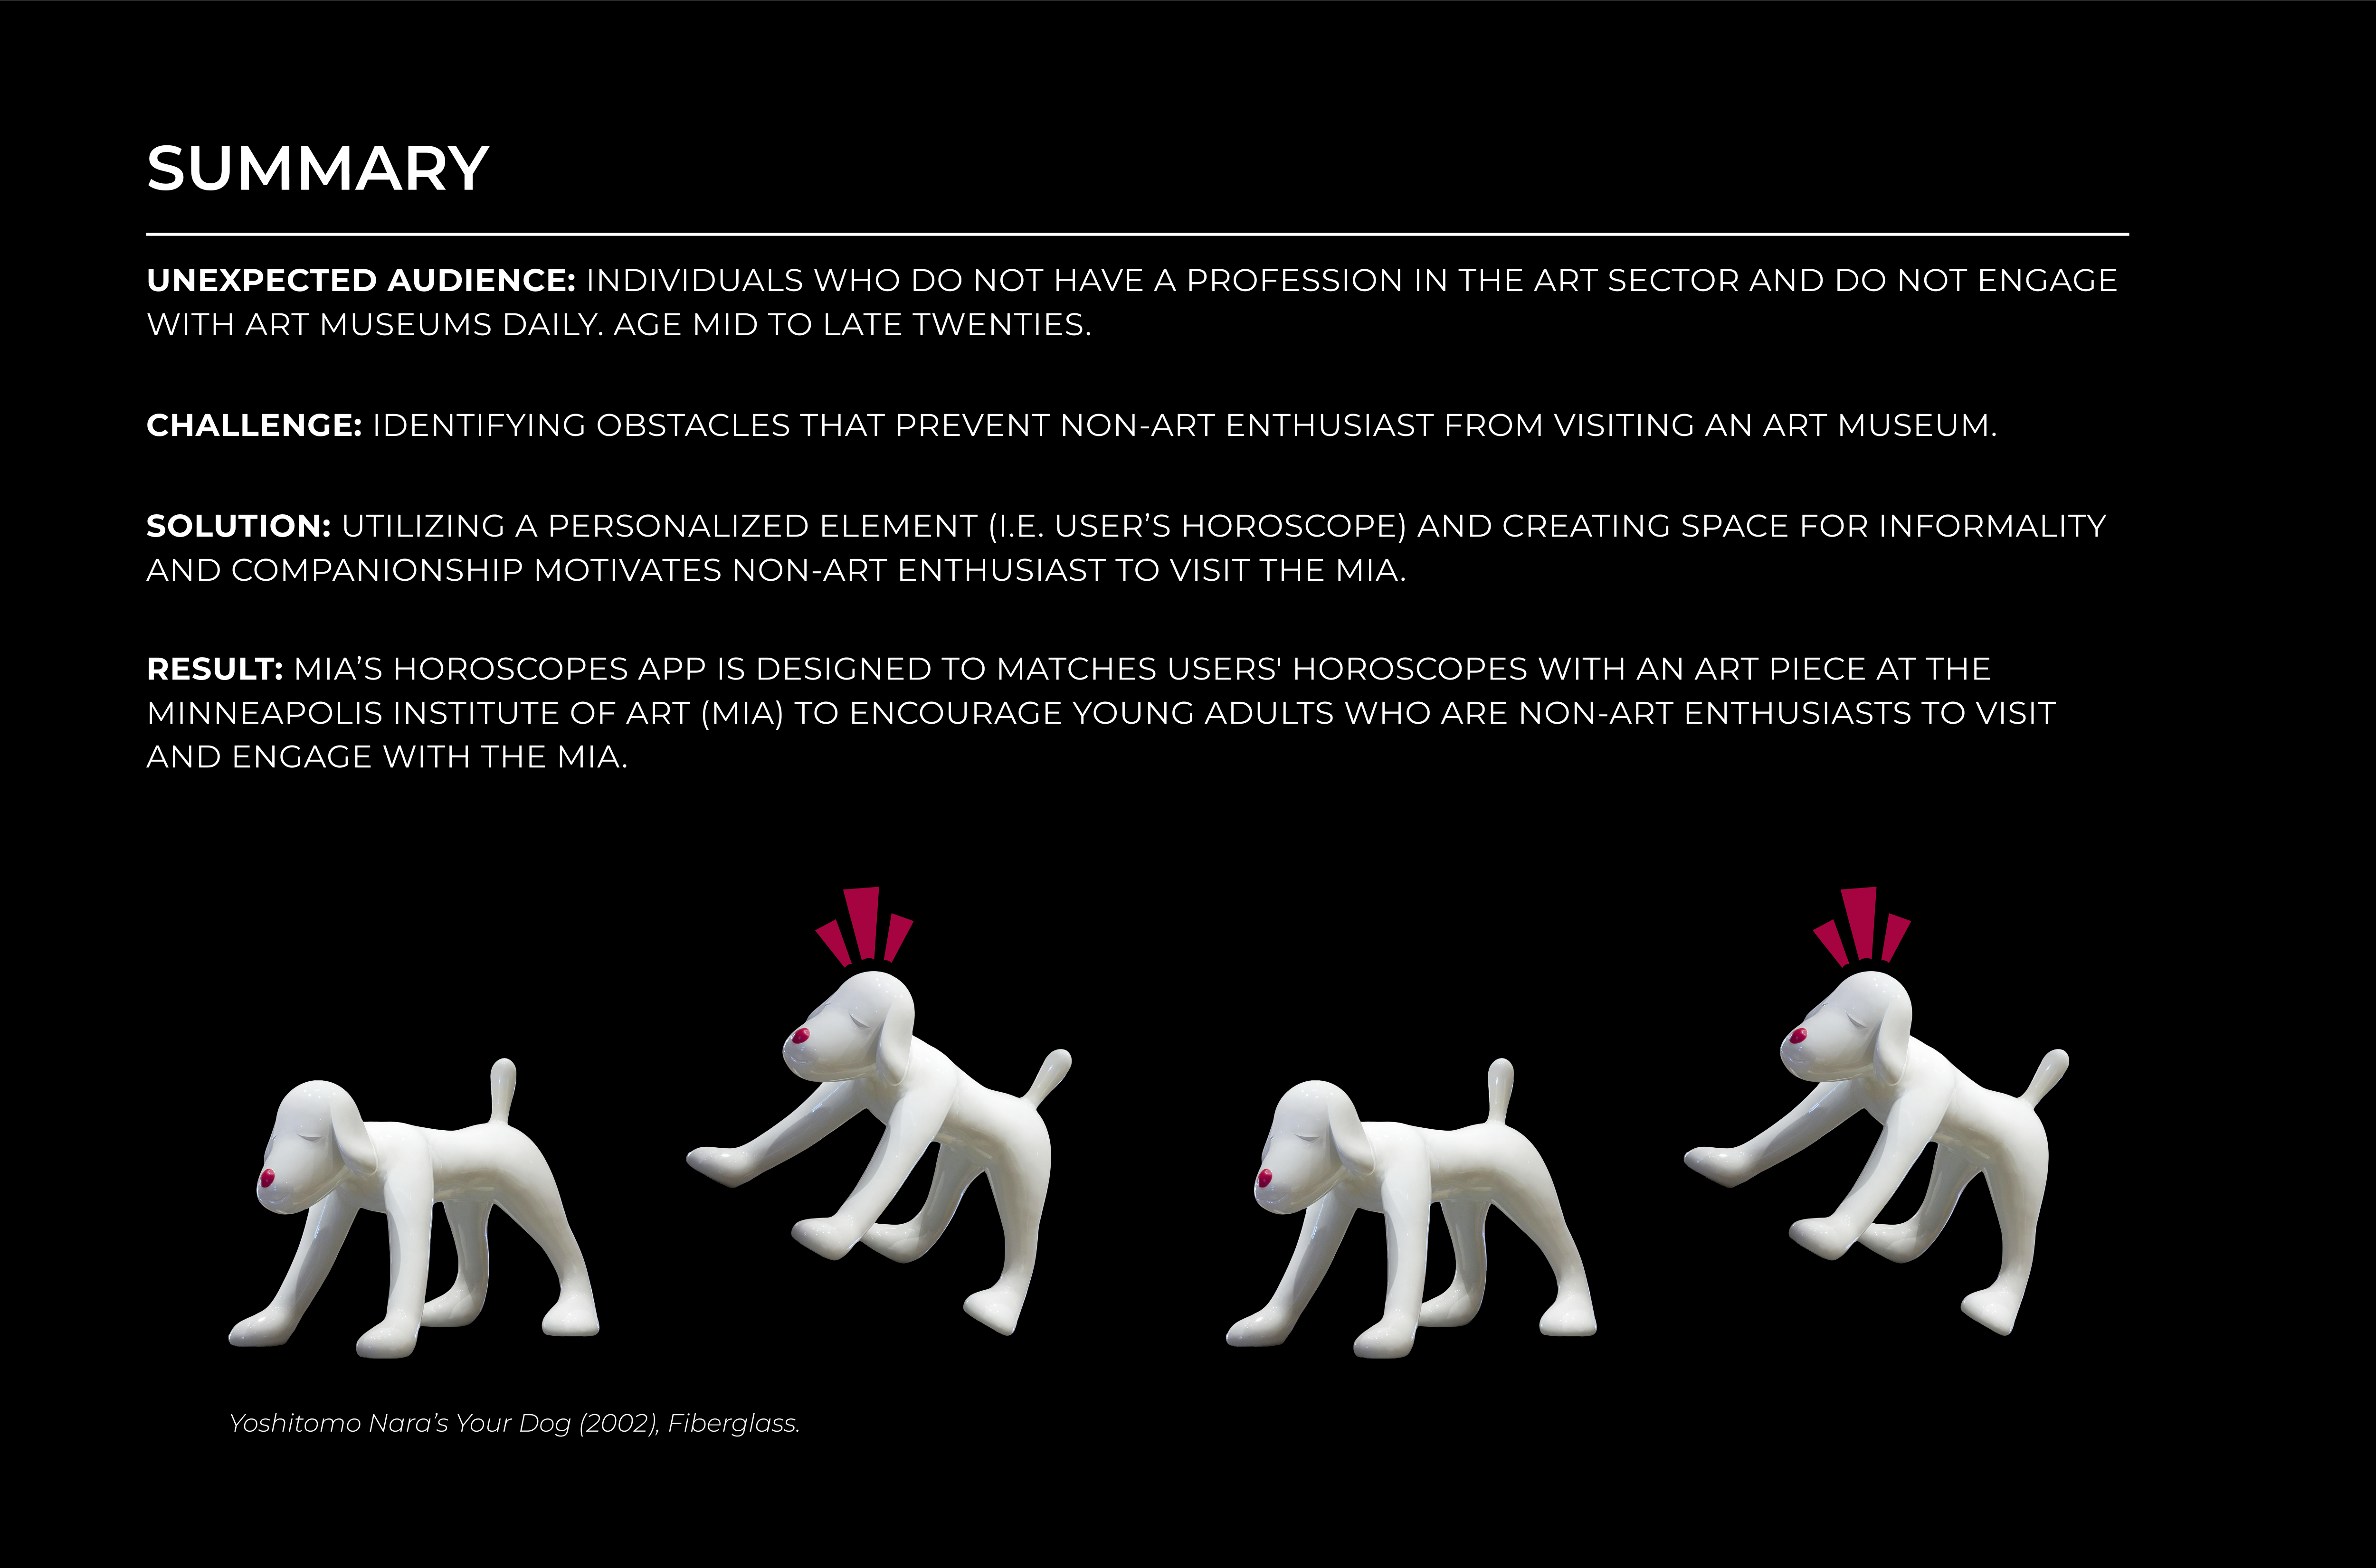 SUMMARY
UNEXPECTED AUDIENCE: INDIVIDUALS WHO DO NOT HAVE A PROFESSION IN THE ART SECTOR AND DO NOT ENGAGE
WITH ART MUSEUMS DAILY. AGE MID TO LATE TWENTIES.
CHALLENGE: IDENTIFYING OBSTACLES THAT PREVENT NON-ART ENTHUSIAST FROM VISITING AN ART MUSEUM.
SOLUTION: UTILIZING A PERSONALIZED ELEMENT (I.E. USER’S HOROSCOPE) AND CREATING SPACE FOR INFORMALITY
AND COMPANIONSHIP MOTIVATES NON-ART ENTHUSIAST TO VISIT THE MIA.
RESULT: MIA’S HOROSCOPES APP IS DESIGNED TO MATCHES USERS' HOROSCOPES WITH AN ART PIECE AT THE
MINNEAPOLIS INSTITUTE OF ART (MIA) TO ENCOURAGE YOUNG ADULTS WHO ARE NON-ART ENTHUSIASTS TO VISIT
AND ENGAGE WITH THE MIA.
Yoshitomo Nara’s Your Dog (2002), Fiberglass.